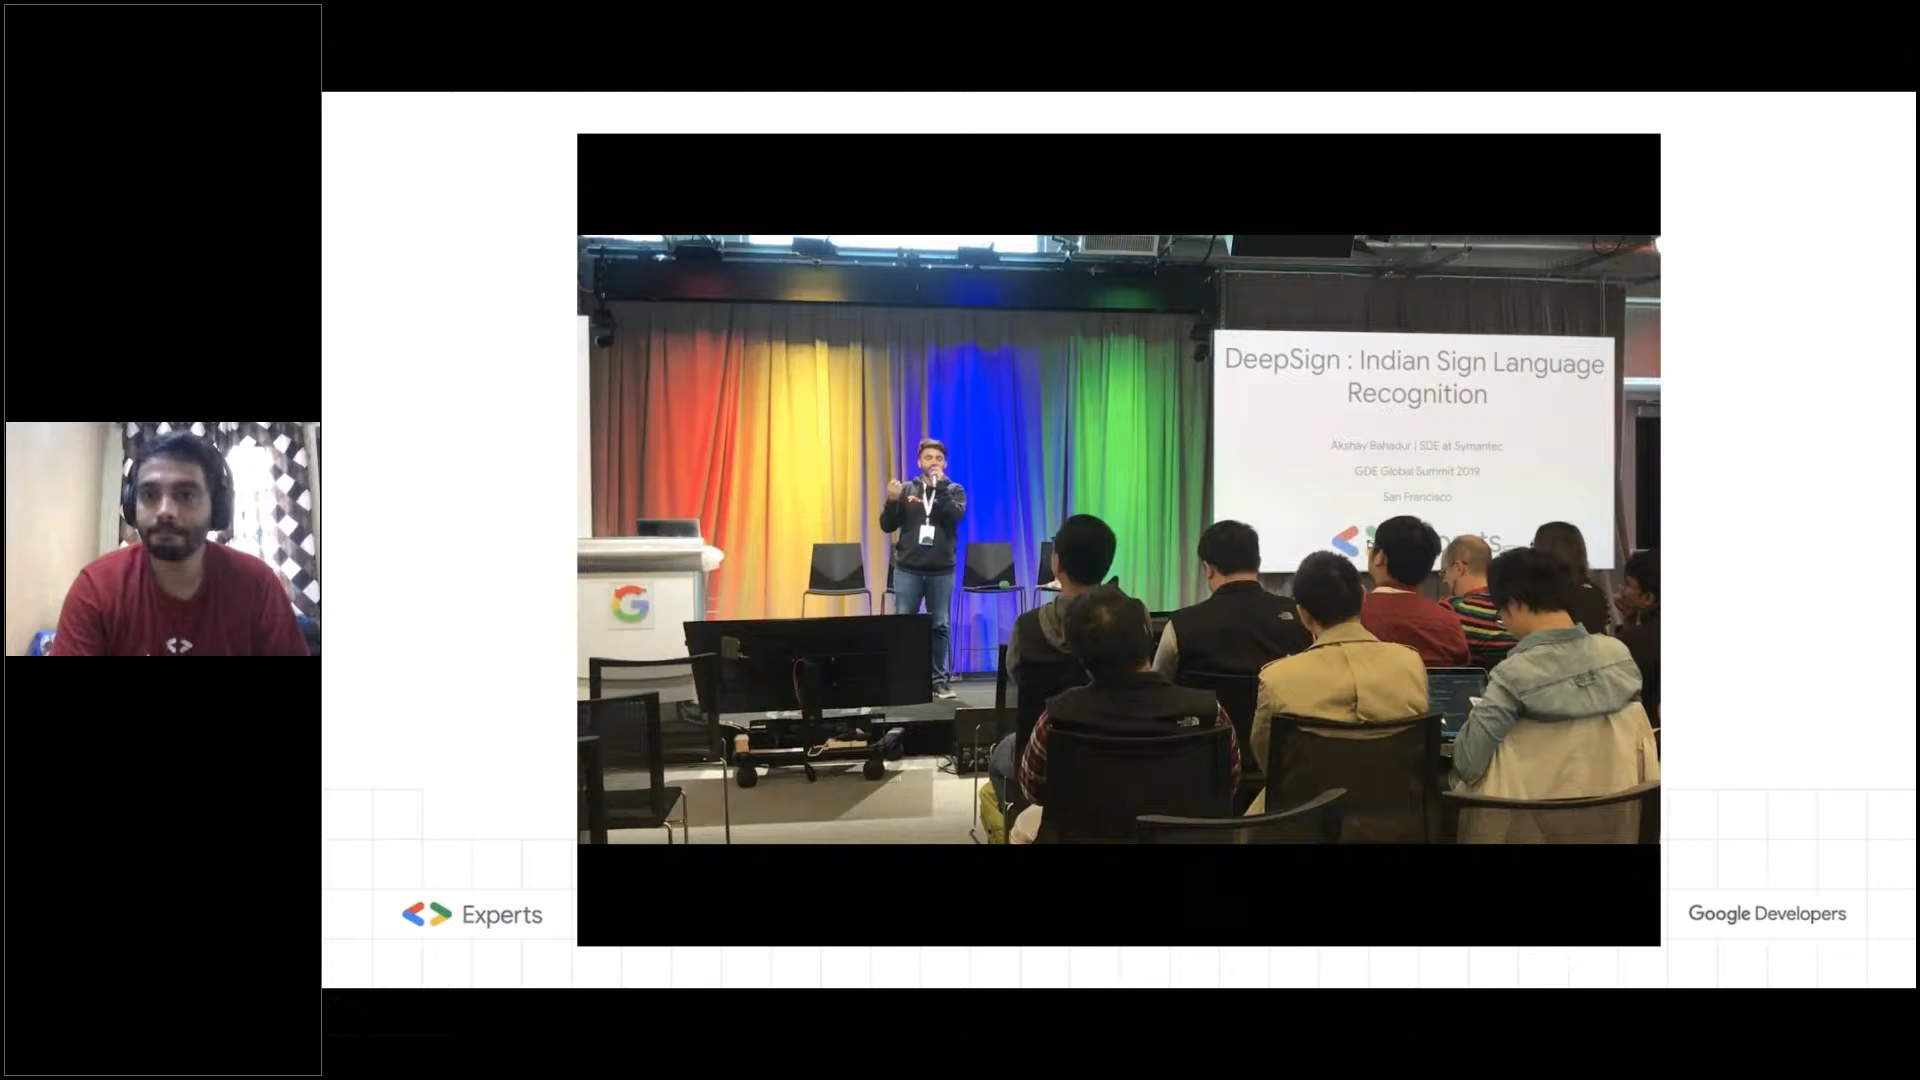 DeepSign : Indian Sign Language
Recognition
Akshay Bahadur | SDE at Symantec
GDE Global Summit 2019
San Francisco
G
Experts
Google Developers